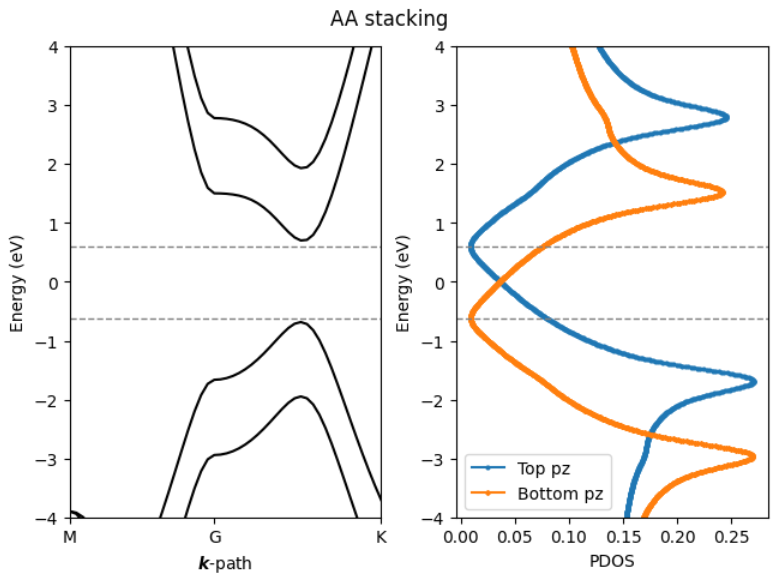 AA stacking
4
3
2
1
0
−1
−2
−3
−4
Energy (eV)
M
G
K
k-path
4
3
2
1
0
−1
−2
−3
−4
Energy (eV)
Top pz
Bottom pz
0.00
0.05
0.10
0.15
0.20
0.25
PDOS